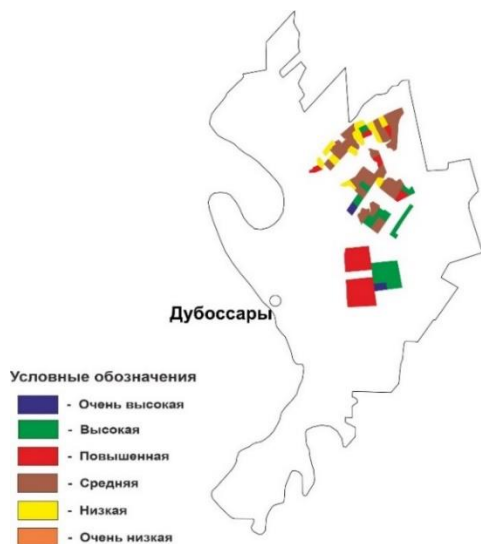 Дубоссары
Условные обозначения
- Очень высокая
- Высокая
- Повышенная
- Средняя
- Низкая
- Очень низкая